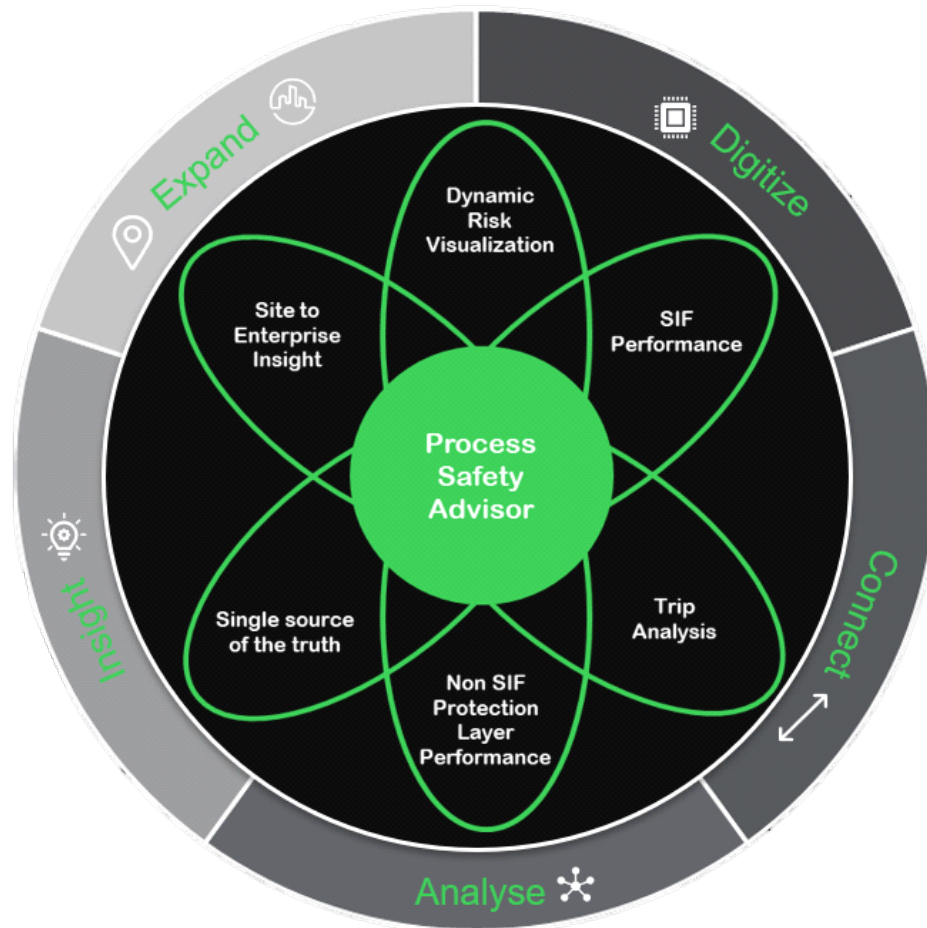 Expand
Digitize
Connect
Analyse
Insight
Dynamic
Risk
Visualization
SIF
Performance
Trip
Analysis
Non SIF
Protection
Layer
Performance
Single source
of the truth
Site to
Enterprise
Insight
Process
Safety
Advisor